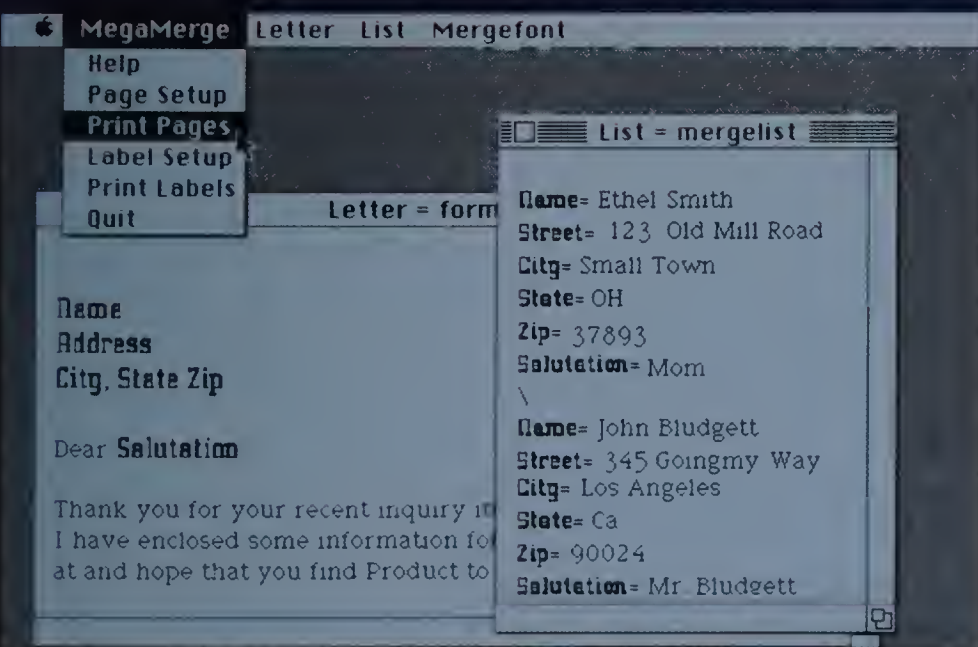 MegaMerge Letter List Mergefont
Help
Page Setup
Print Pages
Label Setup
Print Labels
Quit
Letter = form
Name
Address
City, State Zip
Dear Salutation
Thank you for your recent inquiry
I have enclosed some information
at and hope that you find Product to
List = mergelist
Name= Ethel Smith
Street= 123 Old Mill Road
City= Small Town
State= OH
Zip= 37893
Salutation= Mom
\
Name= John Bludgett
Street= 345 Goingmy Way
City= Los Angeles
State= Ca
Zip= 90024
Salutation= Mr. Bludgett